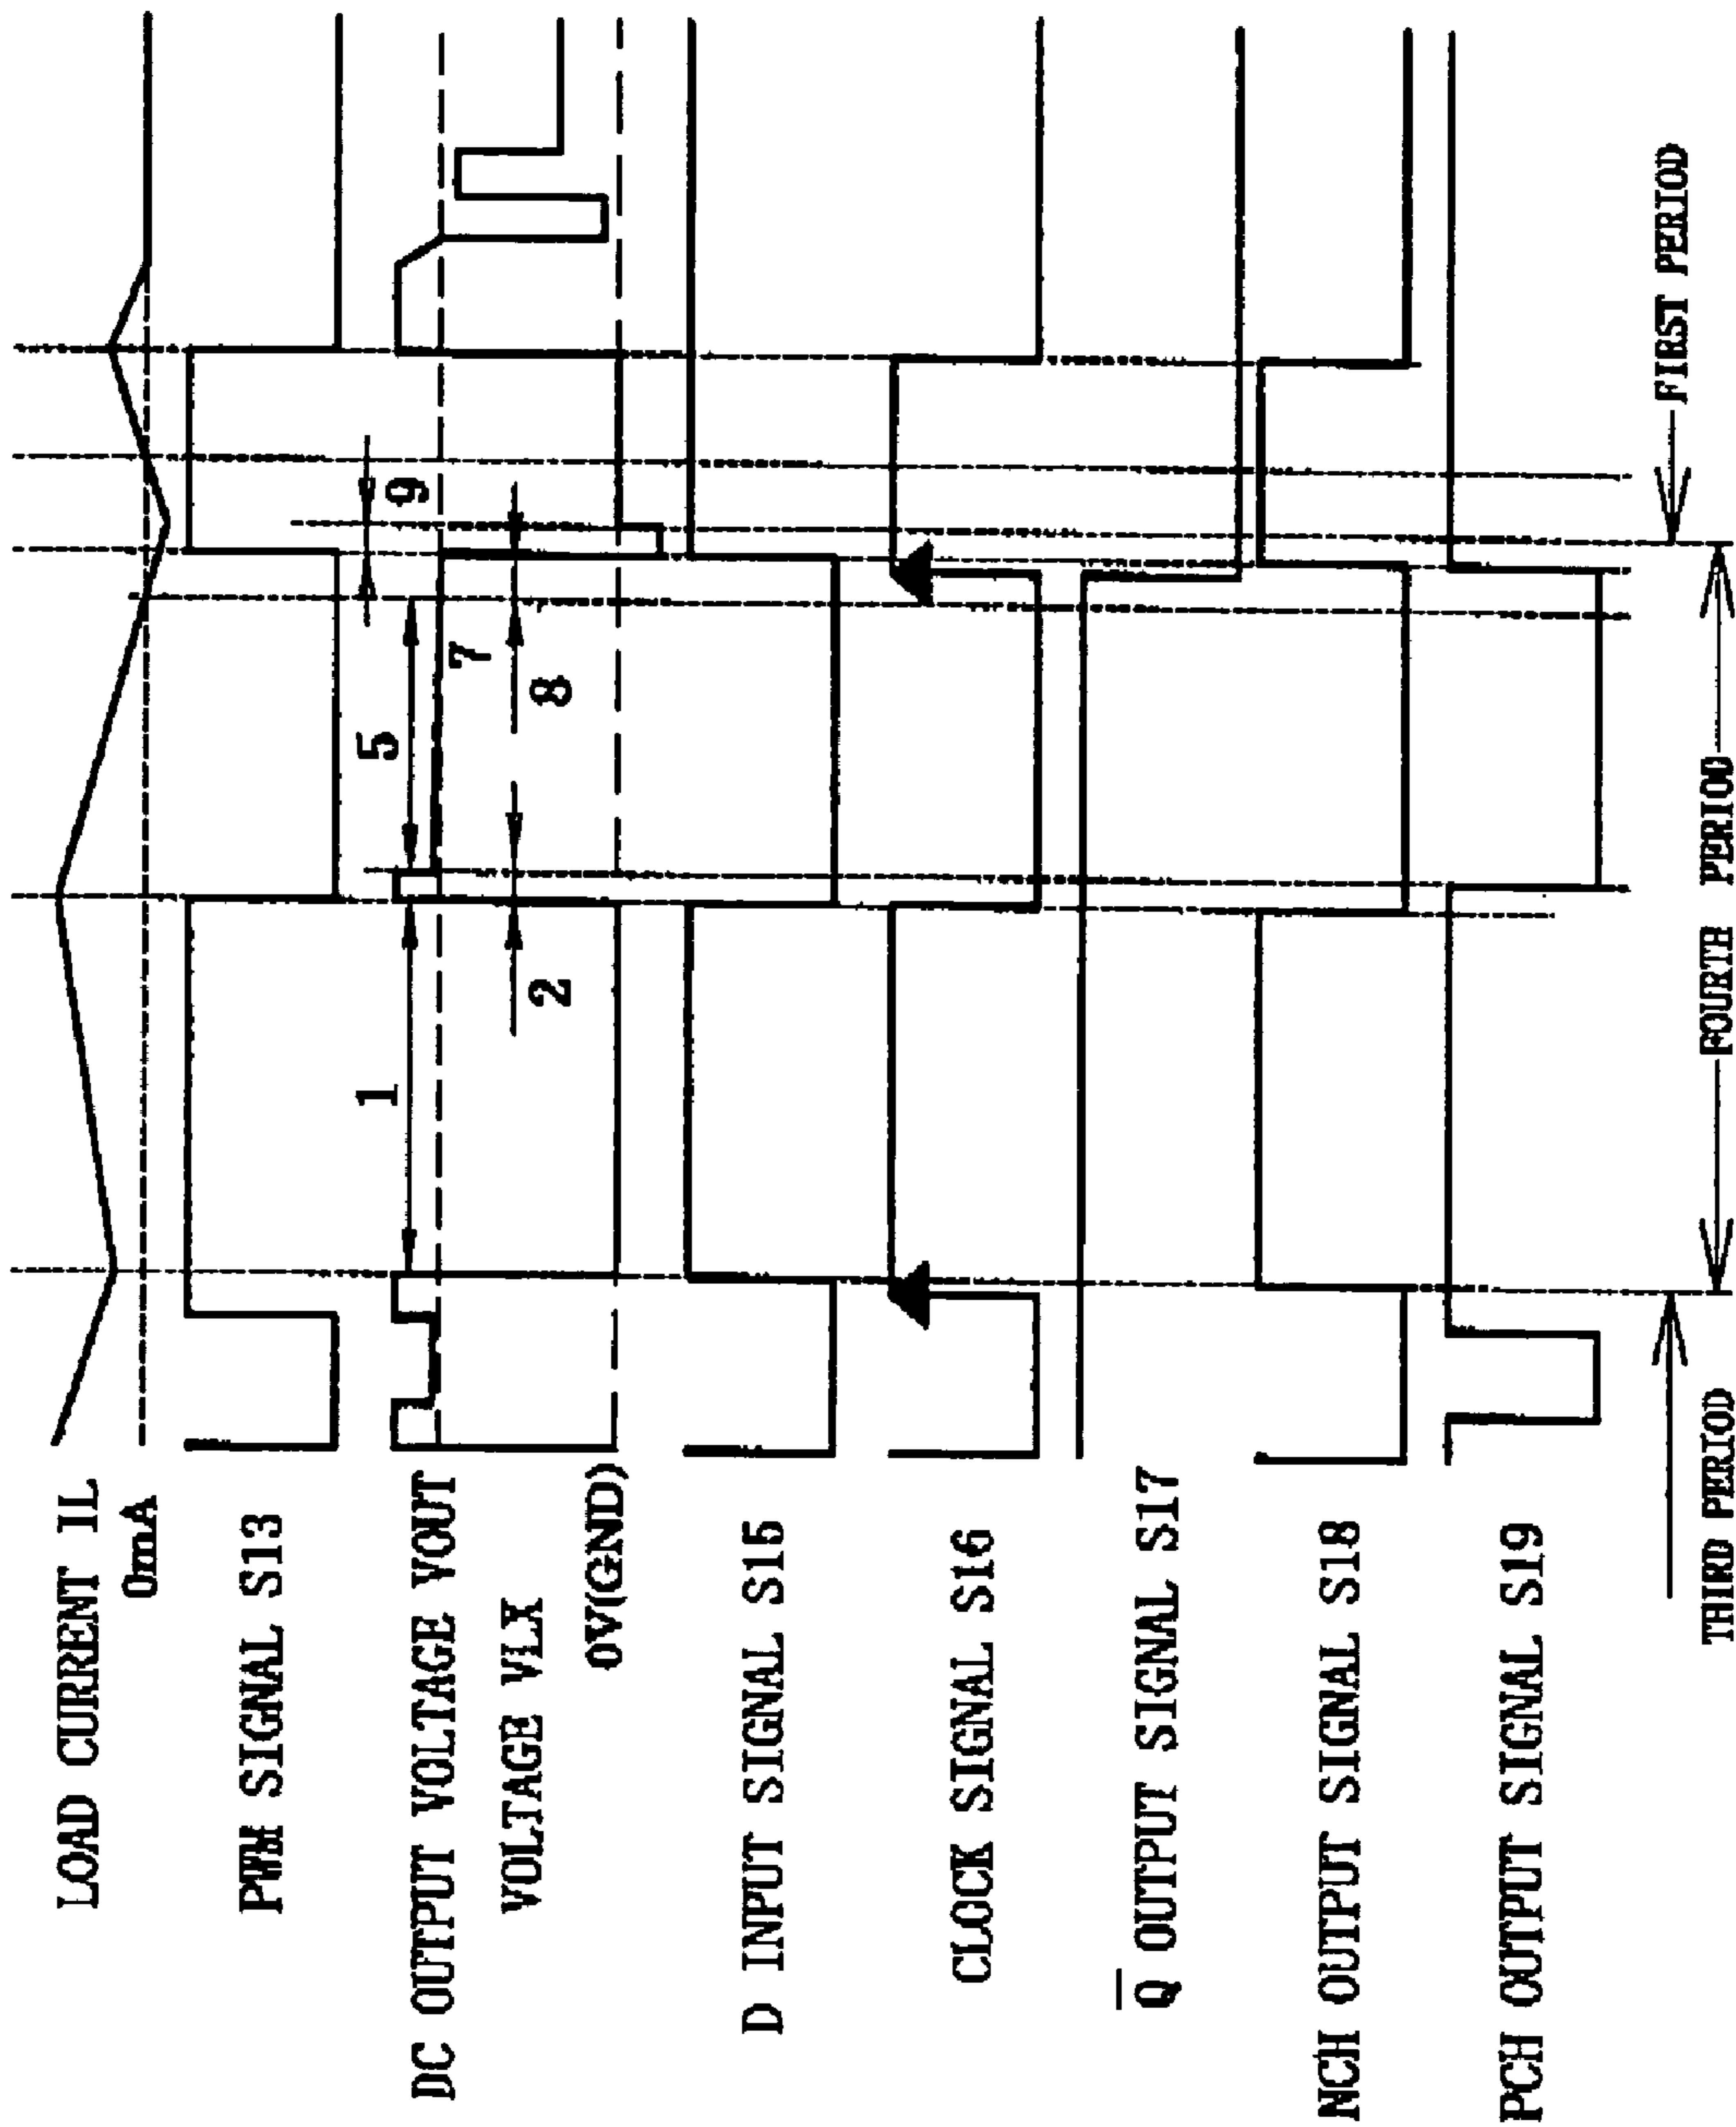 LOAD CURRENT IL
0mA
PWM SIGNAL S13
DC OUTPUT VOLTAGE VOUT
VOLTAGE VLX
0V(GND)
D INPUT SIGNAL S15
CLOCK SIGNAL S16
Q̅ OUTPUT SIGNAL S17
NCH OUTPUT SIGNAL S18
PCH OUTPUT SIGNAL S19
1
5
9
7
2
8
THIRD PERIOD
FOURTH PERIOD
FIRST PERIOD